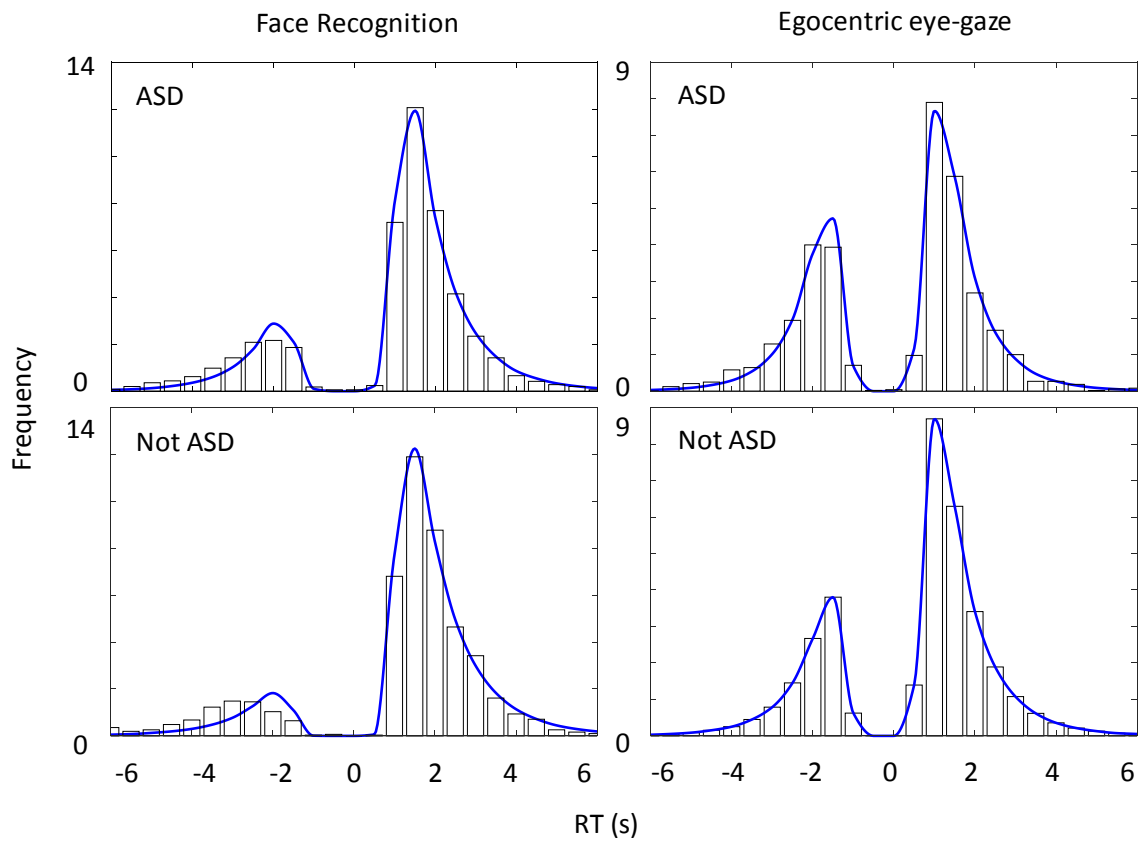 Face Recognition
Egocentric eye-gaze
14
ASD
0
9
ASD
0
Frequency
14
Not ASD
0
9
Not ASD
0
-6 -4 -2 0 2 4 6
-6 -4 -2 0 2 4 6
RT (s)